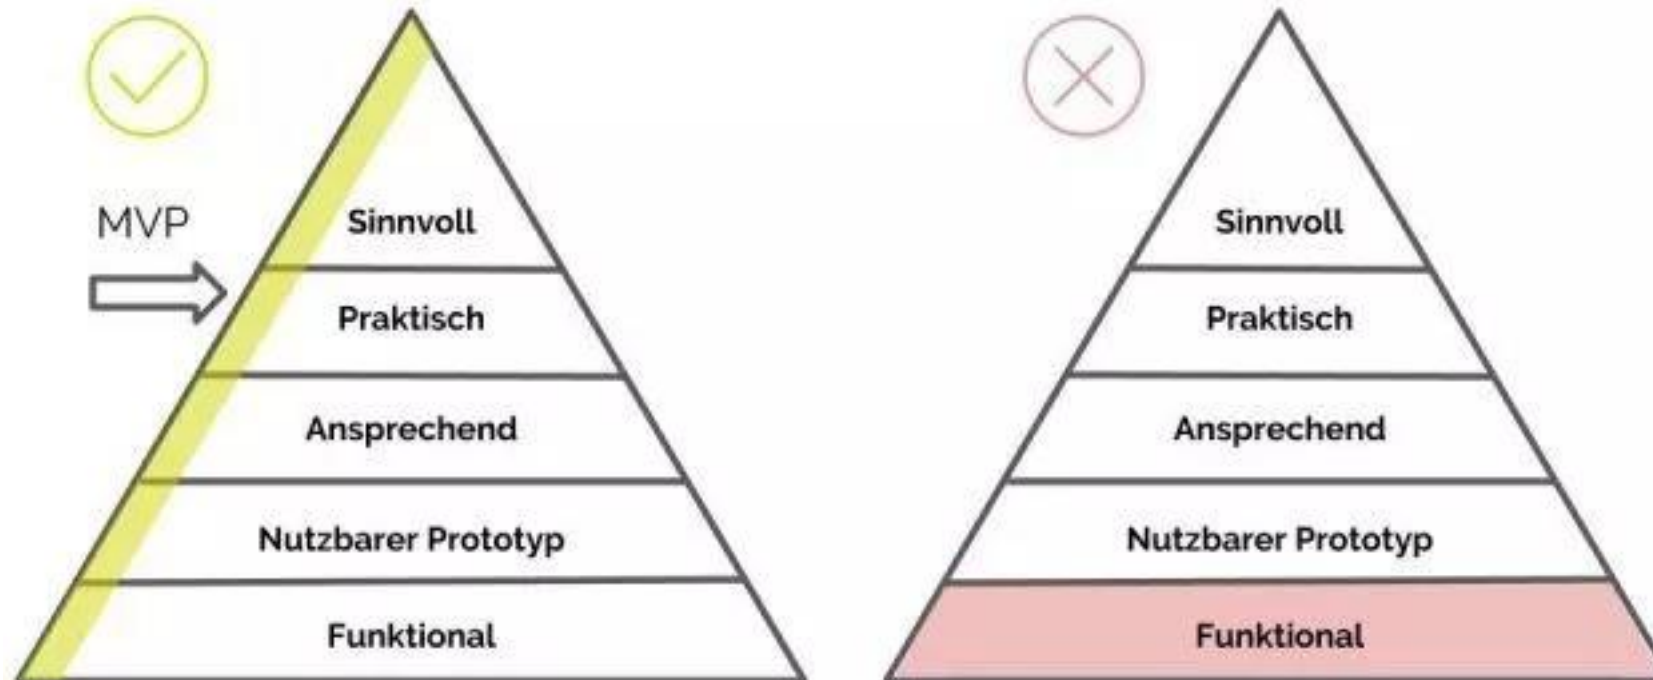 MVP
Sinnvoll
Praktisch
Ansprechend
Nutzbarer Prototyp
Funktional
Sinnvoll
Praktisch
Ansprechend
Nutzbarer Prototyp
Funktional